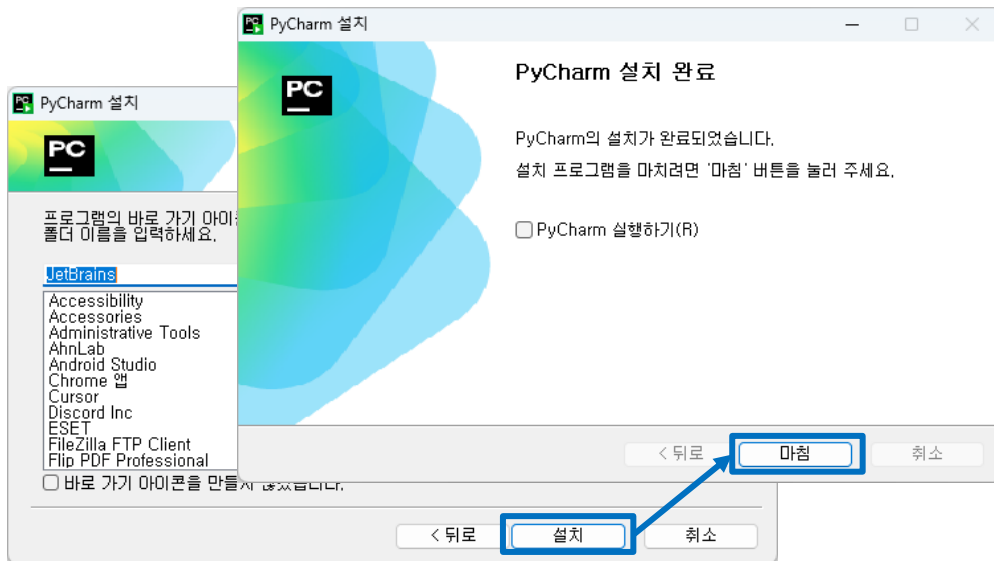 PyCharm 설치
PC
PyCharm 설치 완료
PyCharm의 설치가 완료되었습니다.
설치 프로그램을 마치려면 '마침' 버튼을 눌러 주세요.
PyCharm 실행하기(R)
< 뒤로
마침
취소
PyCharm 설치
PC
프로그램의 바로 가기 아이콘
폴더 이름을 입력하세요.
JetBrains
Accessibility
Accessories
Administrative Tools
AhnLab
Android Studio
Chrome 앱
Cursor
Discord Inc
ESET
FileZilla FTP Client
Flip PDF Professional
바로 가기 아이콘을 만들지 않겠습니다.
< 뒤로
설치
취소